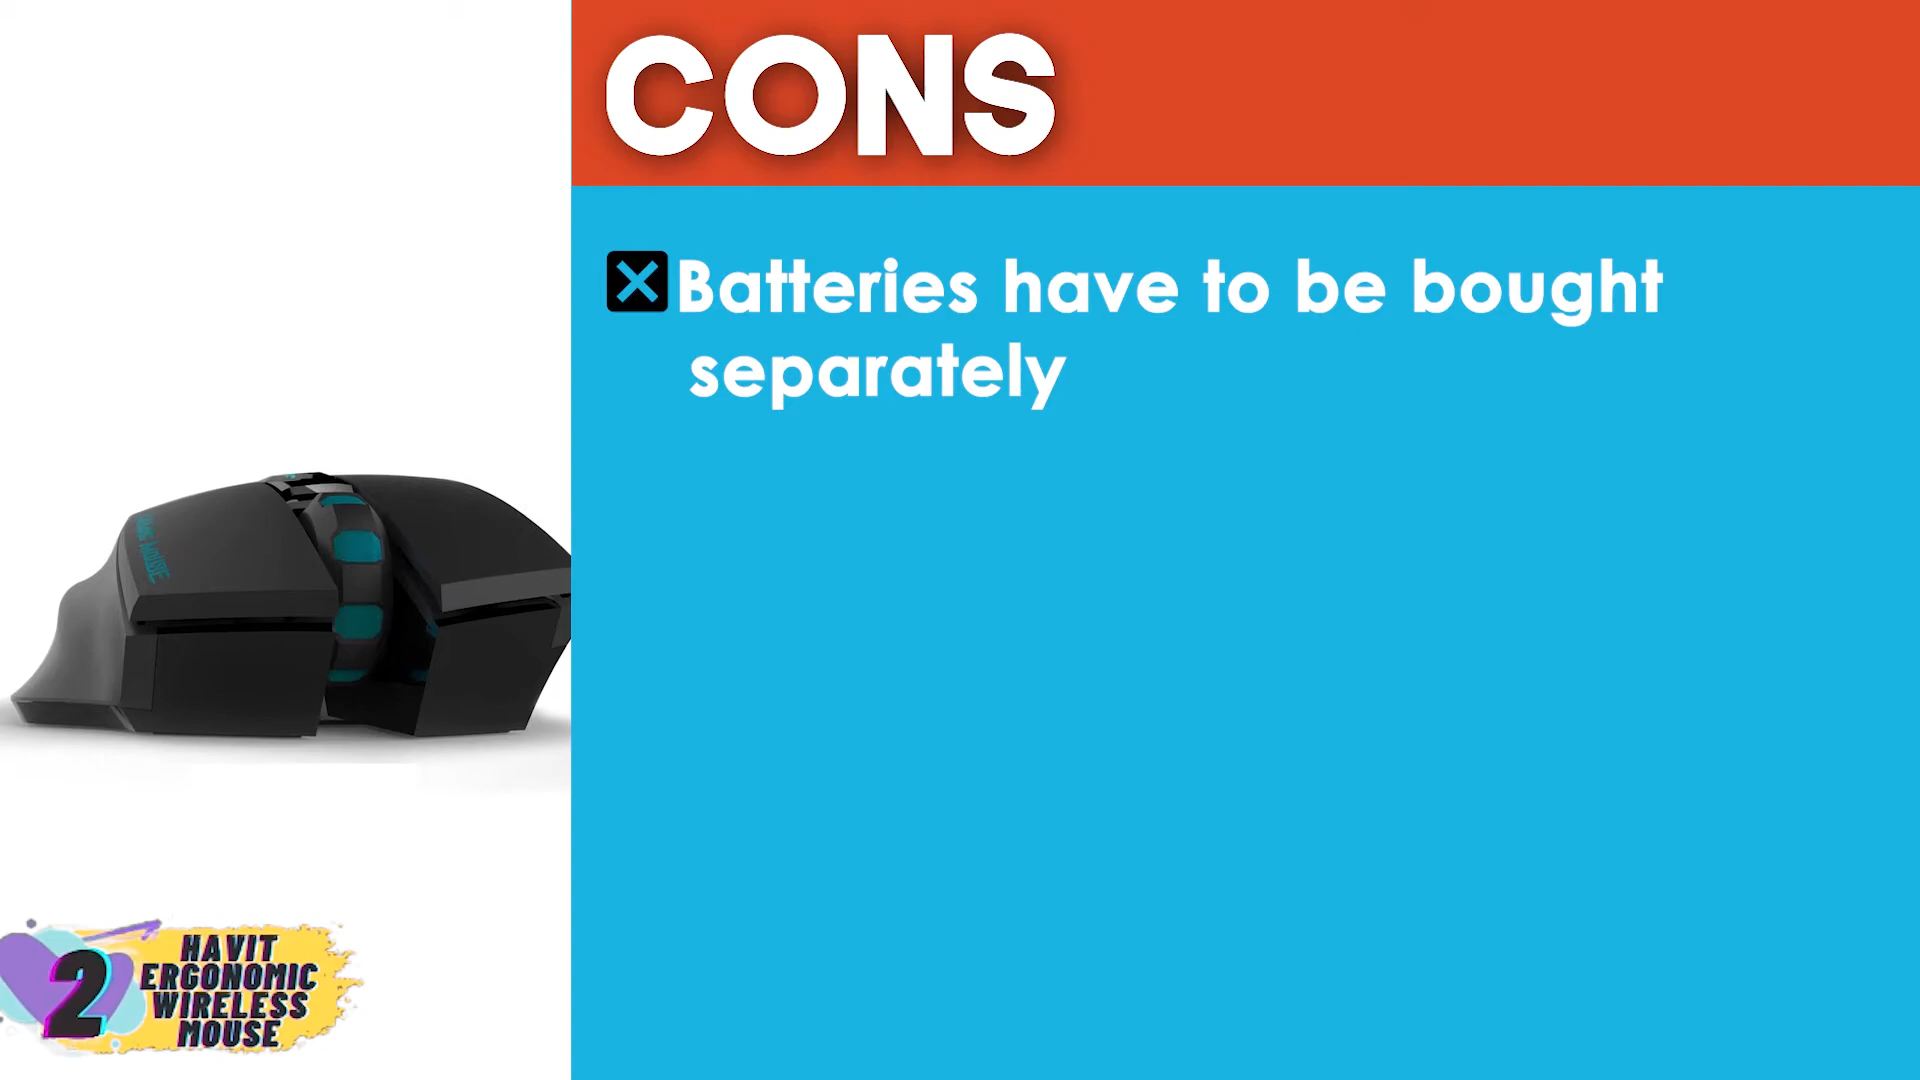 CONS
Batteries have to be bought
separately
2
HAVIT
ERGONOMIC
WIRELESS
MOUSE